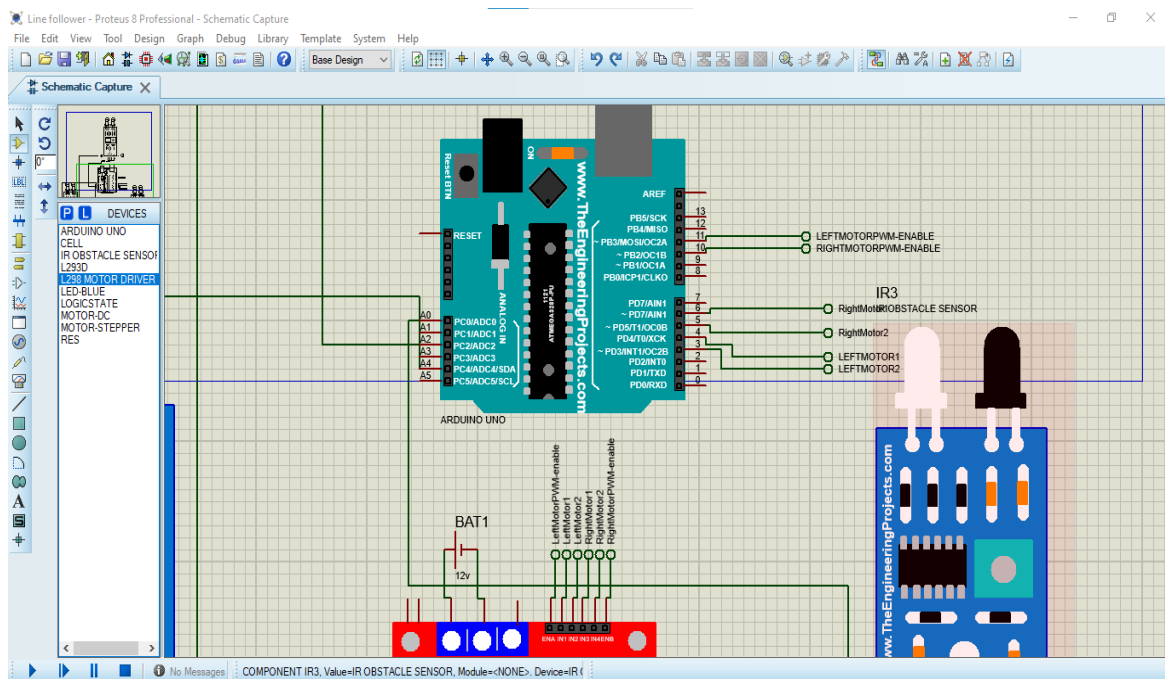 Line follower - Proteus 8 Professional - Schematic Capture
File Edit View Tool Design Graph Debug Library Template System Help
Base Design
Schematic Capture
0°
P L DEVICES
ARDUINO UNO
CELL
IR OBSTACLE SENSOR
L293D
L298 MOTOR DRIVER
LED-BLUE
LOGICSTATE
MOTOR-DC
MOTOR-STEPPER
RES
Reset BTN
ON
www.TheEngineeringProjects.com
RESET
ANALOG IN
1121
ATMEGA328P-PU
A0 PC0/ADC0
A1 PC1/ADC1
A2 PC2/ADC2
A3 PC3/ADC3
A4 PC4/ADC4/SDA
A5 PC5/ADC5/SCL
AREF
PB5/SCK 13
PB4/MISO 12
~ PB3/MOSI/OC2A 11
~ PB2/OC1B 10
~ PB1/OC1A 9
PB0/ICP1/CLKO 8
PD7/AIN1 7
~ PD7/AIN1 6
~ PD5/T1/OC0B 5
PD4/T0/XCK 4
~ PD3/INT1/OC2B 3
PD2/INT0 2
PD1/TXD 1
PD0/RXD 0
ARDUINO UNO
LEFTMOTORPWM-ENABLE
RIGHTMOTORPWM-ENABLE
IR3
RightMotor1
IR OBSTACLE SENSOR
RightMotor2
LEFTMOTOR1
LEFTMOTOR2
LeftMotorPWM-enable
LeftMotor1
LeftMotor2
RightMotor1
RightMotor2
RightMotorPWM-enable
BAT1
12v
ENA IN1 IN2 IN3 IN4 ENB
www.TheEngineeringProjects.com
No Messages
COMPONENT IR3, Value=IR OBSTACLE SENSOR, Module=<NONE>. Device=IR